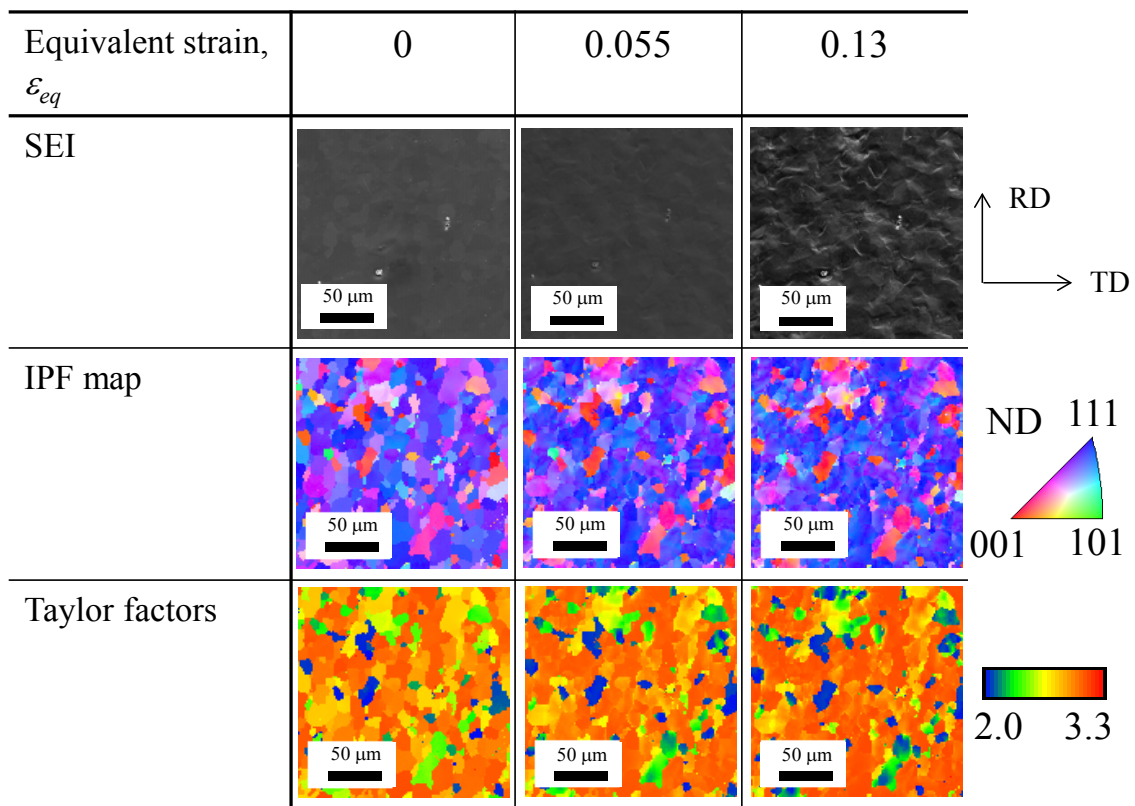 Equivalent strain, 0 0.055 0.13
εeq
SEI
RD
TD
50 μm 50 μm 50 μm
IPF map
ND 111
50 μm 50 μm 50 μm
001 101
Taylor factors
2.0 3.3
50 μm 50 μm 50 μm